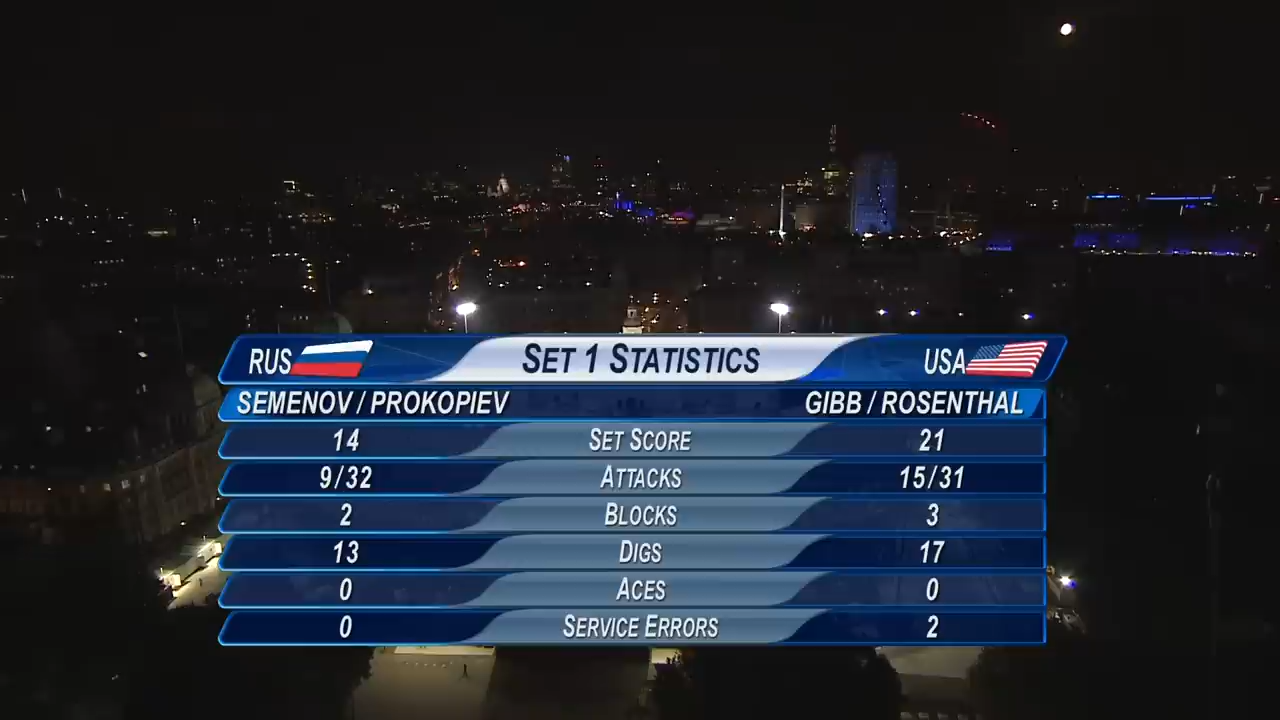 RUS SET 1 STATISTICS USA
SEMENOV / PROKOPIEV GIBB / ROSENTHAL
14 SET SCORE 21
9/32 ATTACKS 15/31
2 BLOCKS 3
13 DIGS 17
0 ACES 0
0 SERVICE ERRORS 2